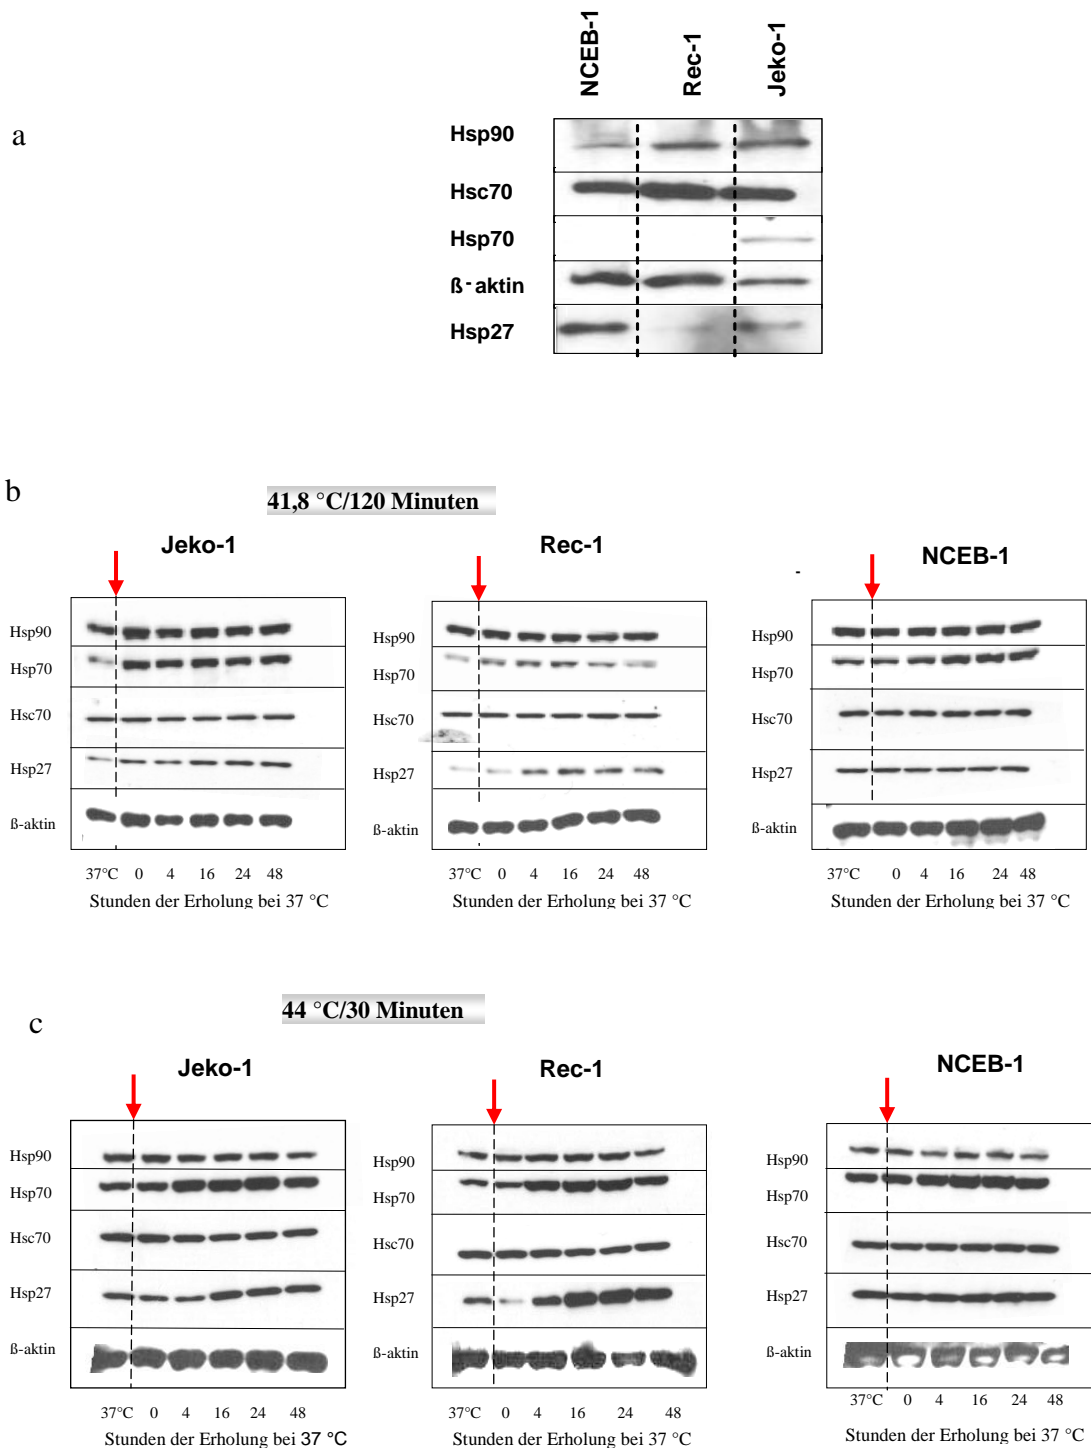 a
NCEB-1 Rec-1 Jeko-1
Hsp90
Hsc70
Hsp70
ß-aktin
Hsp27
b
41,8 °C/120 Minuten
Jeko-1
Hsp90
Hsp70
Hsc70
Hsp27
ß-aktin
37°C 0 4 16 24 48
Stunden der Erholung bei 37 °C
Rec-1
Hsp90
Hsp70
Hsc70
Hsp27
ß-aktin
37°C 0 4 16 24 48
Stunden der Erholung bei 37 °C
NCEB-1
Hsp90
Hsp70
Hsc70
Hsp27
ß-aktin
37°C 0 4 16 24 48
Stunden der Erholung bei 37 °C
c
44 °C/30 Minuten
Jeko-1
Hsp90
Hsp70
Hsc70
Hsp27
ß-aktin
37°C 0 4 16 24 48
Stunden der Erholung bei 37 °C
Rec-1
Hsp90
Hsp70
Hsc70
Hsp27
ß-aktin
37°C 0 4 16 24 48
Stunden der Erholung bei 37 °C
NCEB-1
Hsp90
Hsp70
Hsc70
Hsp27
ß-aktin
37°C 0 4 16 24 48
Stunden der Erholung bei 37 °C